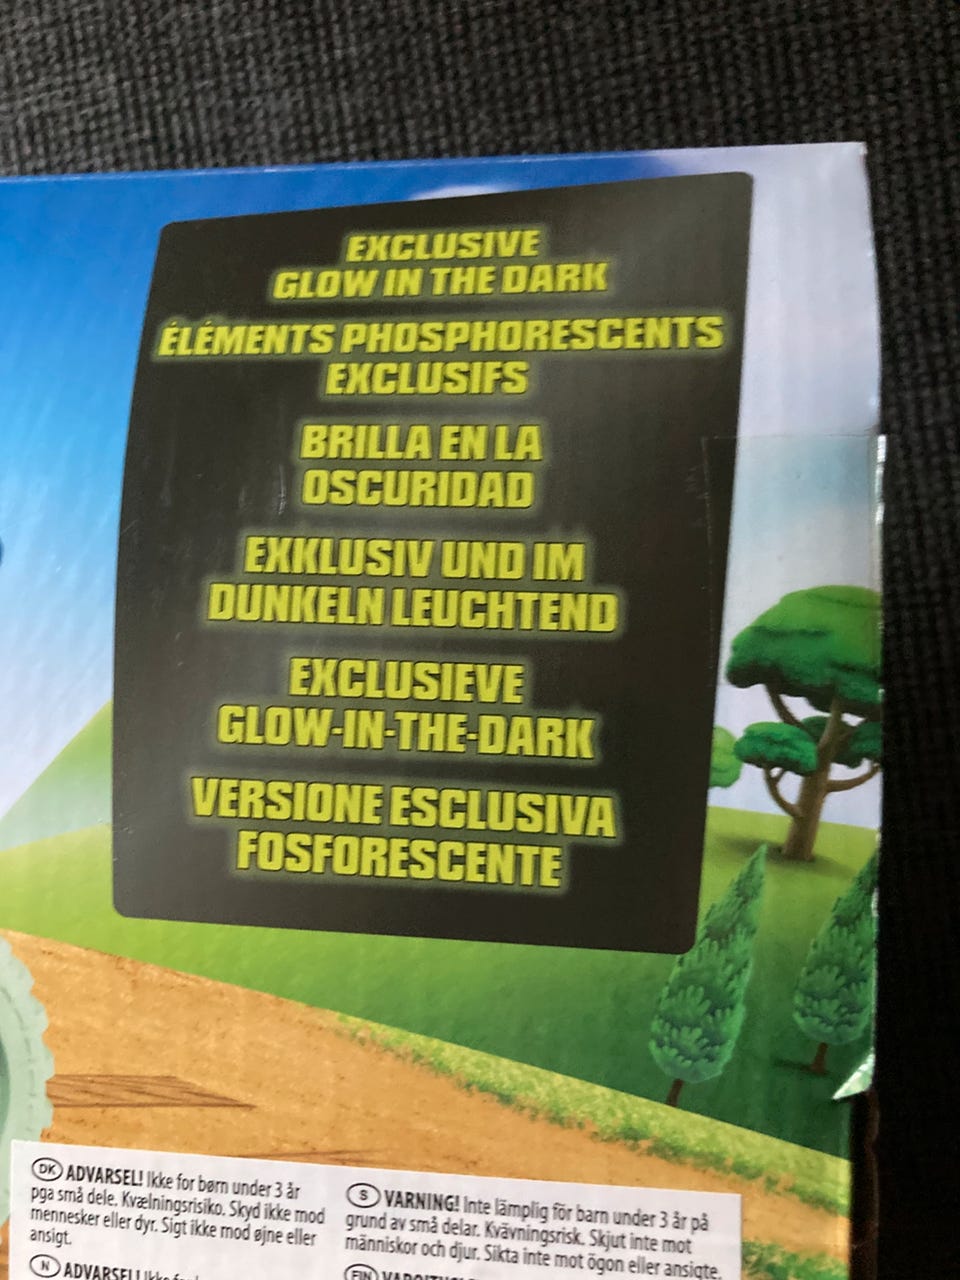 EXCLUSIVE
GLOW IN THE DARK
ÉLÉMENTS PHOSPHORESCENTS
EXCLUSIFS
BRILLA EN LA
OSCURIDAD
EXKLUSIV UND IM
DUNKELN LEUCHTEND
EXCLUSIEVE
GLOW-IN-THE-DARK
VERSIONE ESCLUSIVA
FOSFORESCENTE
DK ADVARSEL! Ikke for børn under 3 år
pga små dele. Kvælningsrisiko. Skyd ikke mod
mennesker eller dyr. Sigt ikke mod øjne eller
ansigt.
N ADVARSEL! Ikke
S VARNING! Inte lämplig för barn under 3 år på
grund av små delar. Kvävningsrisk. Skjut inte mot
människor och djur. Sikta inte mot ögon eller ansigte.
FIN